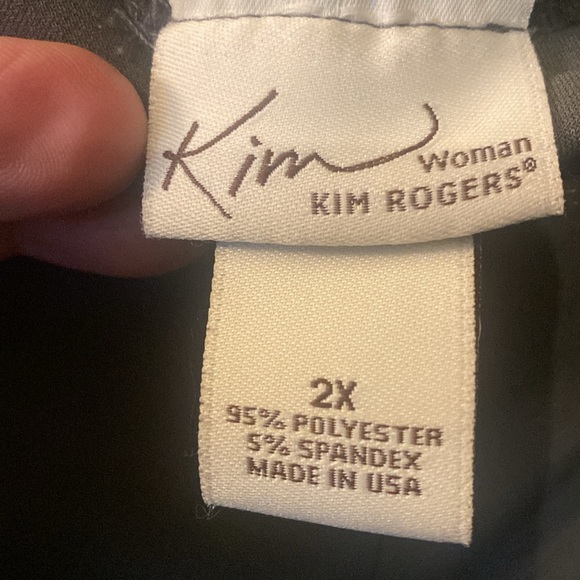 Kim Woman
KIM ROGERS®
2X
95% POLYESTER
5% SPANDEX
MADE IN USA